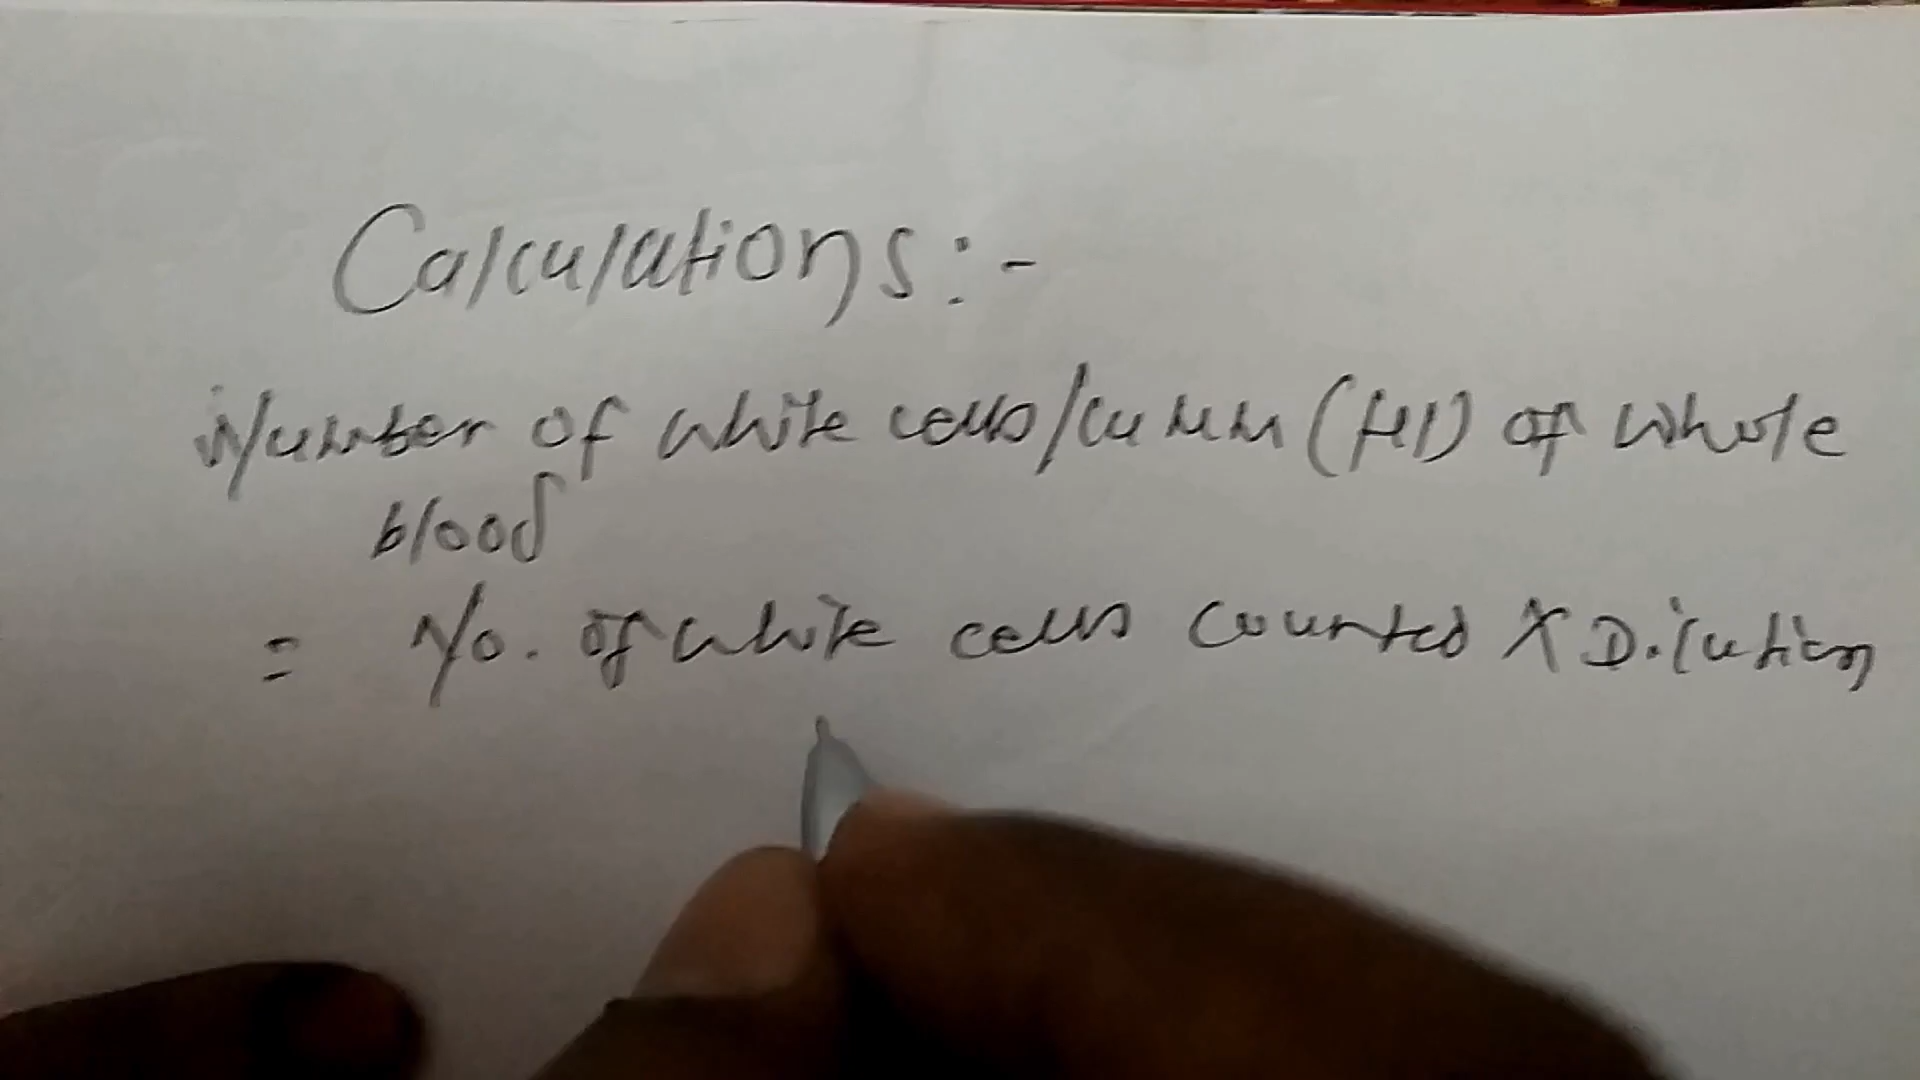 Calculations:-
Number of white cells/cu mm (μl) of whole
blood
= No. of white cells counted X Dilution